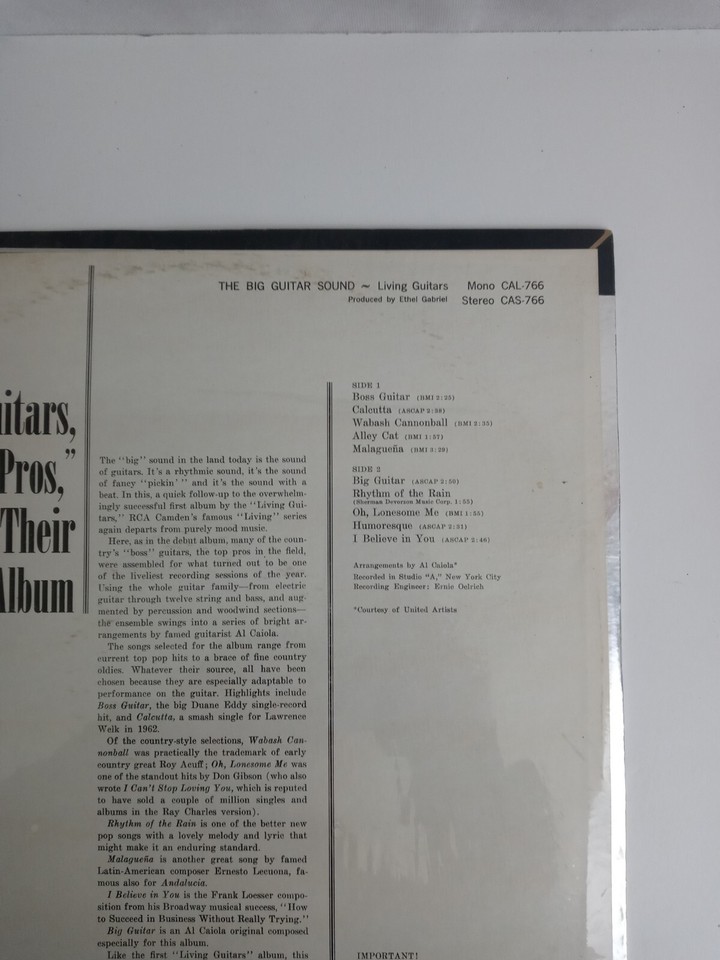 THE BIG GUITAR SOUND ~ Living Guitars Mono CAL-766
Produced by Ethel Gabriel Stereo CAS-766
itars,
Pros,”
Their
Album
The “big” sound in the land today is the sound
of guitars. It’s a rhythmic sound, it’s the sound
of fancy “pickin’ ” and it’s the sound with a
beat. In this, a quick follow-up to the overwhelm-
ingly successful first album by the “Living Gui-
tars,” RCA Camden’s famous “Living” series
again departs from purely mood music.
Here, as in the debut album, many of the coun-
try’s “boss” guitars, the top pros in the field,
were assembled for what turned out to be one
of the liveliest recording sessions of the year.
Using the whole guitar family—from electric
guitar through twelve string and bass, and aug-
mented by percussion and woodwind sections—
the ensemble swings into a series of bright ar-
rangements by famed guitarist Al Caiola.
The songs selected for the album range from
current top pop hits to a brace of fine country
oldies. Whatever their source, all have been
chosen because they are especially adaptable to
performance on the guitar. Highlights include
Boss Guitar, the big Duane Eddy single-record
hit, and Calcutta, a smash single for Lawrence
Welk in 1962.
Of the country-style selections, Wabash Can-
nonball was practically the trademark of early
country great Roy Acuff; Oh, Lonesome Me was
one of the standout hits by Don Gibson (who also
wrote I Can’t Stop Loving You, which is reputed
to have sold a couple of million singles and
albums in the Ray Charles version).
Rhythm of the Rain is one of the better new
pop songs with a lovely melody and lyric that
might make it an enduring standard.
Malagueña is another great song by famed
Latin-American composer Ernesto Lecuona, fa-
mous also for Andalucia.
I Believe in You is the Frank Loesser compo-
sition from his Broadway musical success, “How
to Succeed in Business Without Really Trying.”
Big Guitar is an Al Caiola original composed
especially for this album.
Like the first “Living Guitars” album, this
SIDE 1
Boss Guitar (BMI 2:25)
Calcutta (ASCAP 2:38)
Wabash Cannonball (BMI 2:35)
Alley Cat (BMI 1:57)
Malagueña (BMI 3:29)
SIDE 2
Big Guitar (ASCAP 2:50)
Rhythm of the Rain
(Sherman Devorzon Music Corp. 1:55)
Oh, Lonesome Me (BMI 1:55)
Humoresque (ASCAP 2:31)
I Believe in You (ASCAP 2:46)
Arrangements by Al Caiola*
Recorded in Studio “A,” New York City
Recording Engineer: Ernie Oelrich
*Courtesy of United Artists
IMPORTANT!